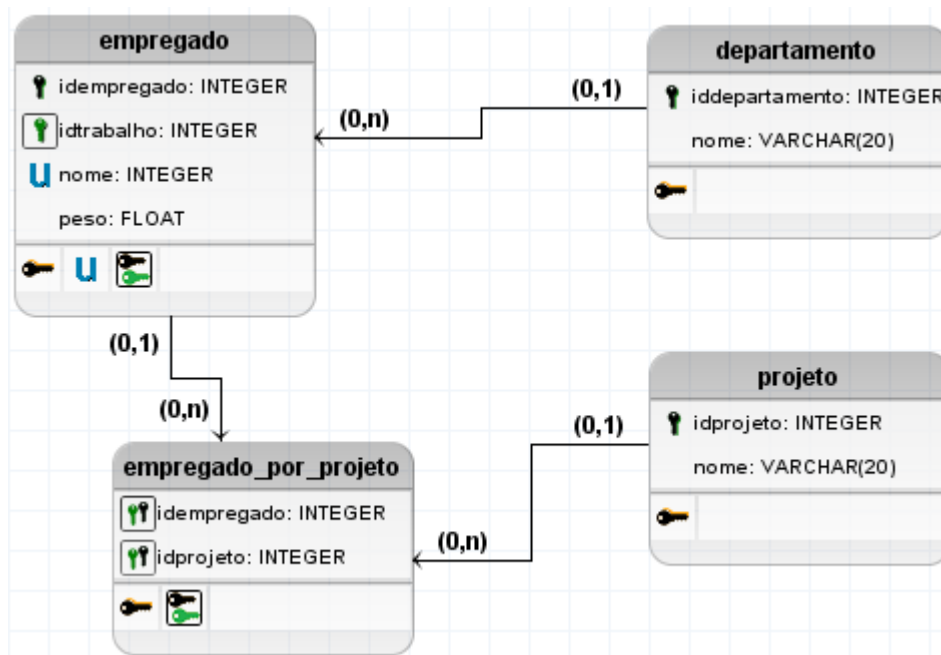 empregado
idempregado: INTEGER
idtrabalho: INTEGER
U nome: INTEGER
peso: FLOAT
U
departamento
iddepartamento: INTEGER
nome: VARCHAR(20)
(0,1)
(0,n)
(0,1)
(0,n)
projeto
idprojeto: INTEGER
nome: VARCHAR(20)
(0,1)
(0,n)
empregado_por_projeto
idempregado: INTEGER
idprojeto: INTEGER